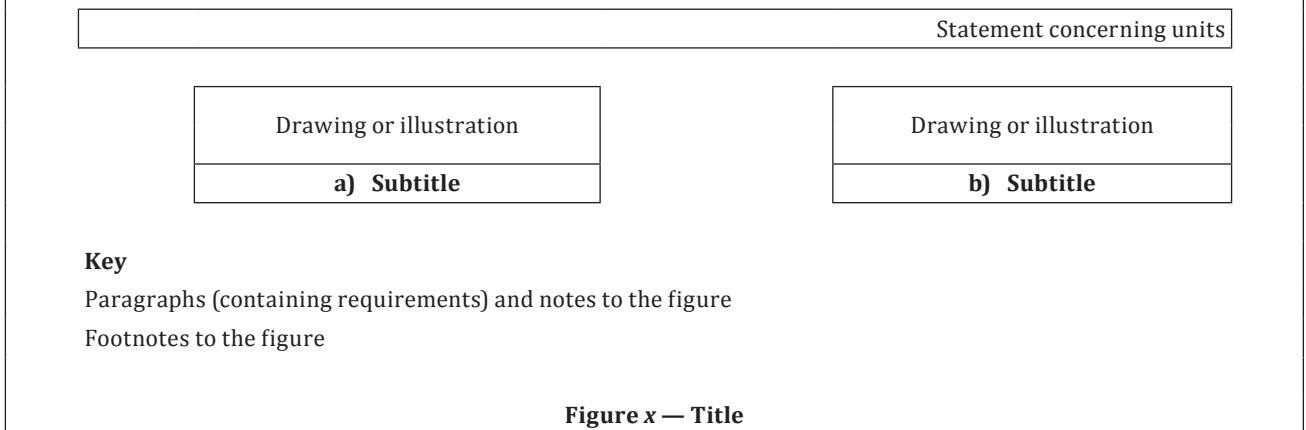 Statement concerning units
Drawing or illustration
a) Subtitle
Drawing or illustration
b) Subtitle
Key
Paragraphs (containing requirements) and notes to the figure
Footnotes to the figure
Figure x — Title